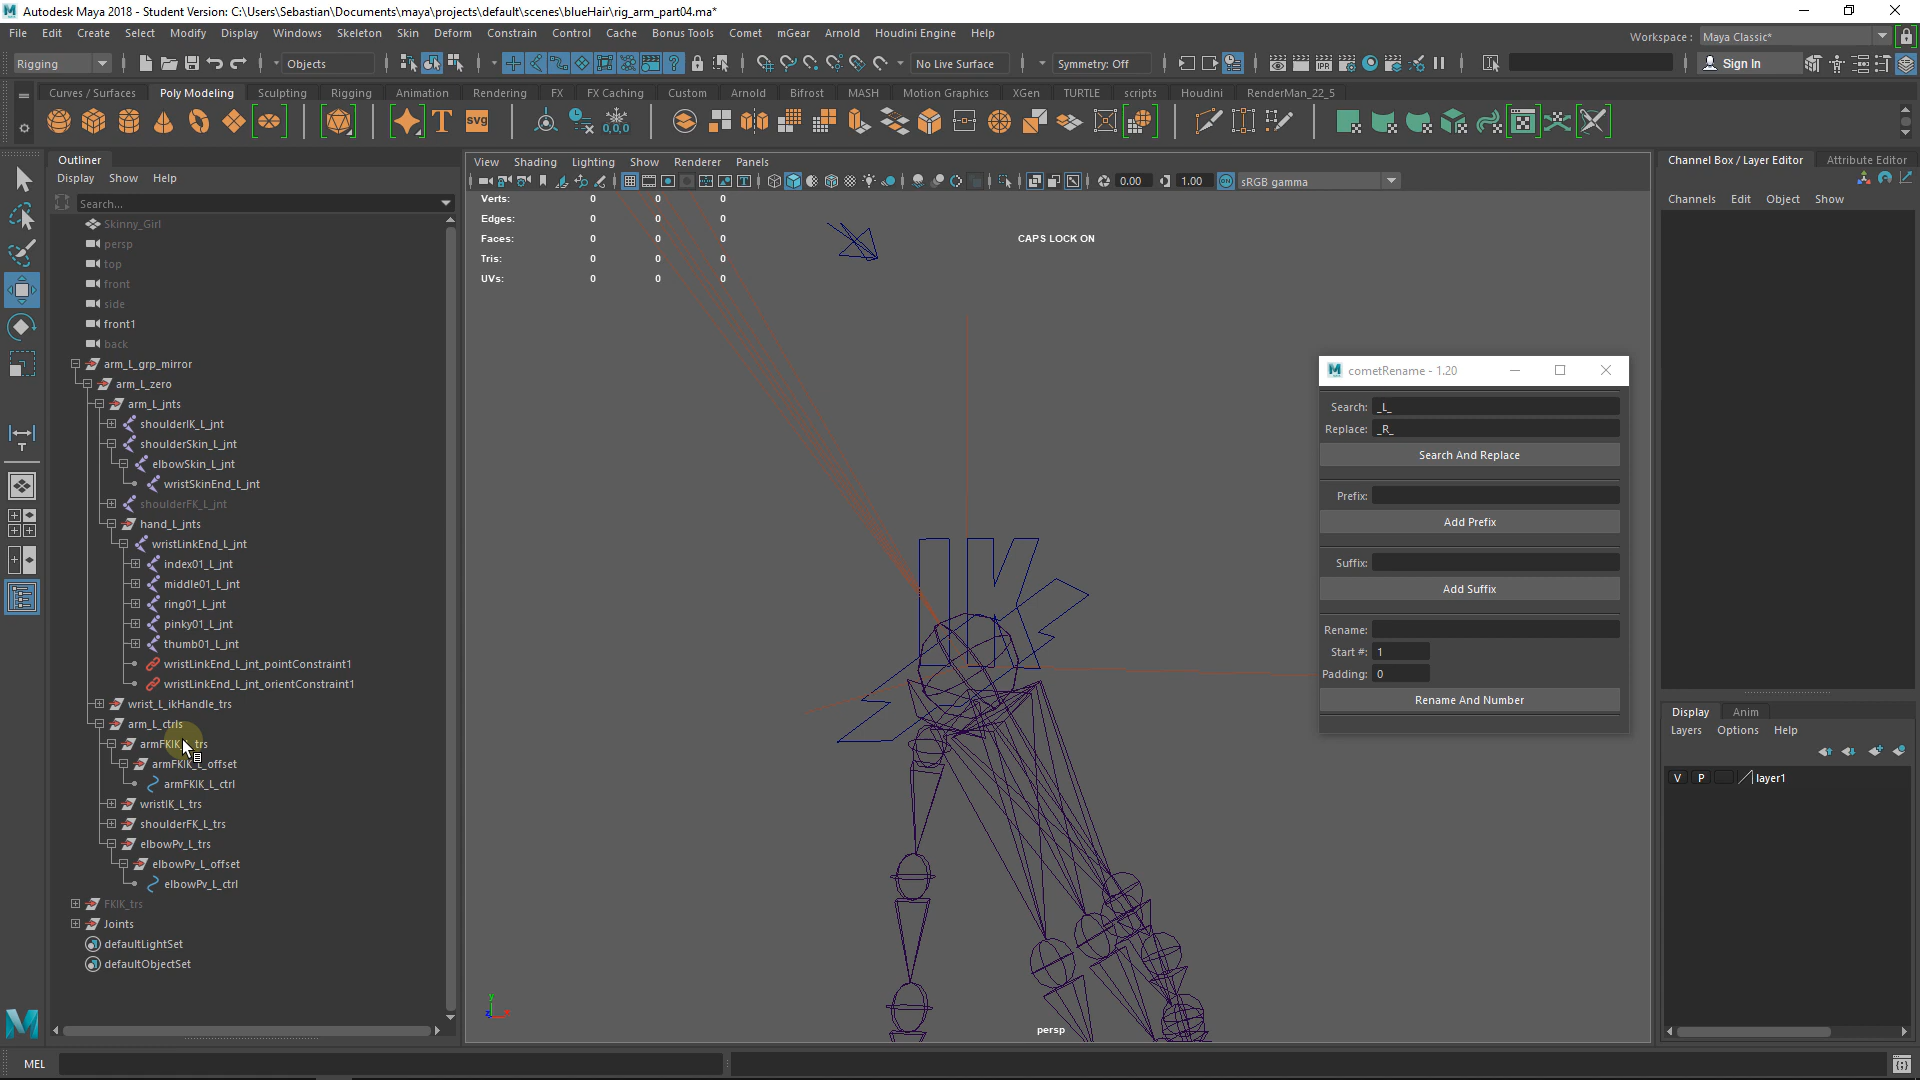 Autodesk Maya 2018 - Student Version: C:\Users\Sebastian\Documents\maya\projects\default\scenes\blueHair\rig_arm_part04.ma*
File Edit Create Select Modify Display Windows Skeleton Skin Deform Constrain Control Cache Bonus Tools Comet mGear Arnold Houdini Engine Help
Workspace : Maya Classic*
Rigging Objects No Live Surface Symmetry: Off Sign In
Curves / Surfaces Poly Modeling Sculpting Rigging Animation Rendering FX FX Caching Custom Arnold Bifrost MASH Motion Graphics XGen TURTLE scripts Houdini RenderMan_22_5
T svg 0,0,0
Outliner
Display Show Help
Search...
Skinny_Girl
persp
top
front
side
front1
back
arm_L_grp_mirror
arm_L_zero
arm_L_jnts
shoulderIK_L_jnt
shoulderSkin_L_jnt
elbowSkin_L_jnt
wristSkinEnd_L_jnt
shoulderFK_L_jnt
hand_L_jnts
wristLinkEnd_L_jnt
index01_L_jnt
middle01_L_jnt
ring01_L_jnt
pinky01_L_jnt
thumb01_L_jnt
wristLinkEnd_L_jnt_pointConstraint1
wristLinkEnd_L_jnt_orientConstraint1
wrist_L_ikHandle_trs
arm_L_ctrls
armFKIK_L_trs
armFKIK_L_offset
armFKIK_L_ctrl
wristIK_L_trs
shoulderFK_L_trs
elbowPv_L_trs
elbowPv_L_offset
elbowPv_L_ctrl
FKIK_trs
Joints
defaultLightSet
defaultObjectSet
View Shading Lighting Show Renderer Panels
0.00 1.00 sRGB gamma
Verts: 0 0 0
Edges: 0 0 0
Faces: 0 0 0
Tris: 0 0 0
UVs: 0 0 0
CAPS LOCK ON
IK
persp
y
z x
cometRename - 1.20
Search: _L_
Replace: _R_
Search And Replace
Prefix:
Add Prefix
Suffix:
Add Suffix
Rename:
Start #: 1
Padding: 0
Rename And Number
Channel Box / Layer Editor Attribute Editor
Channels Edit Object Show
Display Anim
Layers Options Help
V P layer1
MEL